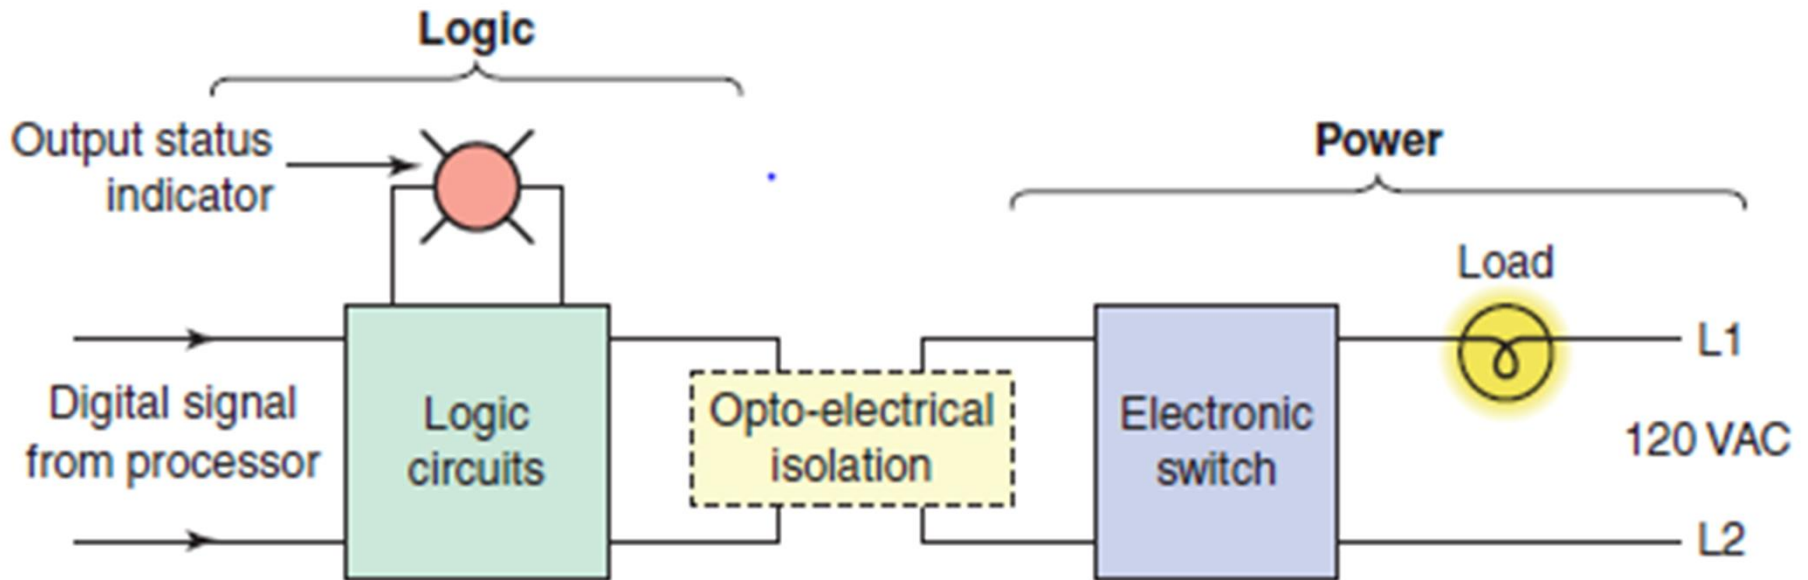 Logic
Output status
indicator
Power
Load
L1
Digital signal
from processor
Logic
circuits
Opto-electrical
isolation
Electronic
switch
120 VAC
L2